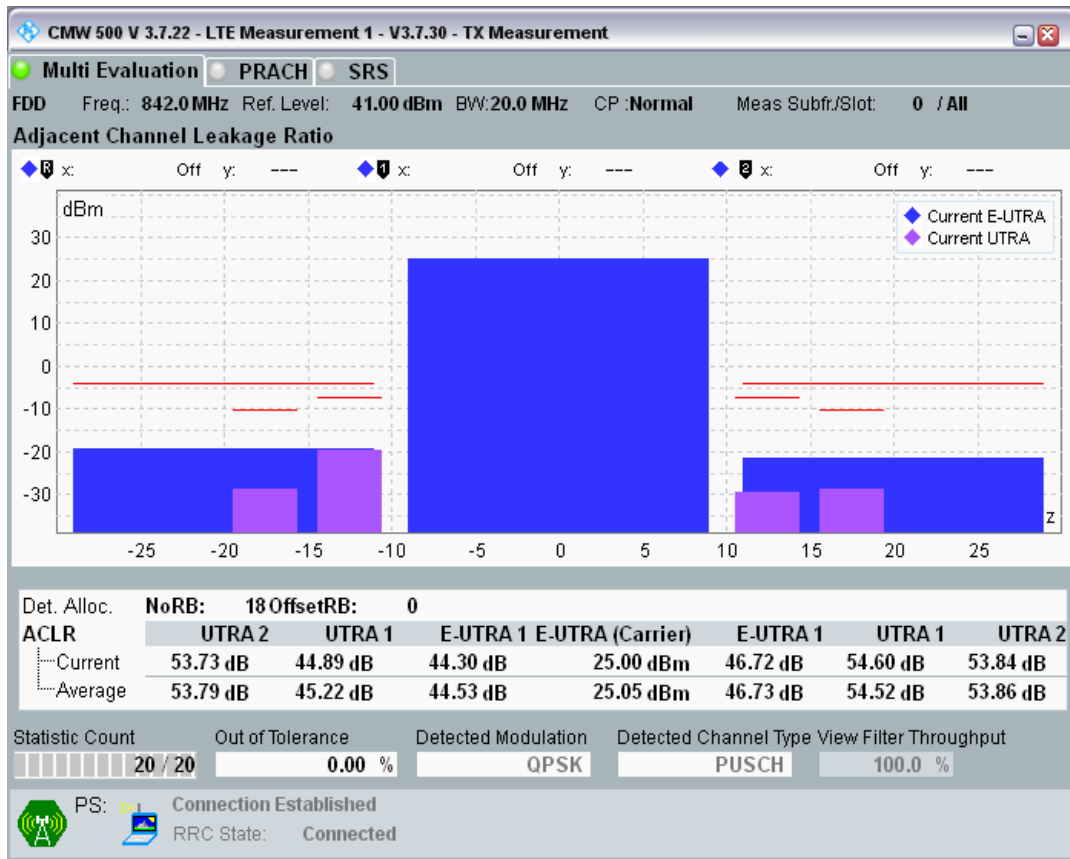 CMW 500 V 3.7.22 - LTE Measurement 1 - V3.7.30 - TX Measurement
Multi Evaluation PRACH SRS
FDD Freq.: 842.0 MHz Ref. Level: 41.00 dBm BW:20.0 MHz CP :Normal Meas Subfr./Slot: 0 / All
Adjacent Channel Leakage Ratio
R x: Off y: --- 1 x: Off y: --- 2 x: Off y: ---
dBm
Current E-UTRA
Current UTRA
30
20
10
0
-10
-20
-30
z
-25 -20 -15 -10 -5 0 5 10 15 20 25
Det. Alloc. NoRB: 18 OffsetRB: 0
ACLR UTRA 2 UTRA 1 E-UTRA 1 E-UTRA (Carrier) E-UTRA 1 UTRA 1 UTRA 2
Current 53.73 dB 44.89 dB 44.30 dB 25.00 dBm 46.72 dB 54.60 dB 53.84 dB
Average 53.79 dB 45.22 dB 44.53 dB 25.05 dBm 46.73 dB 54.52 dB 53.86 dB
Statistic Count Out of Tolerance Detected Modulation Detected Channel Type View Filter Throughput
20 / 20 0.00 % QPSK PUSCH 100.0 %
PS: Connection Established
RRC State: Connected